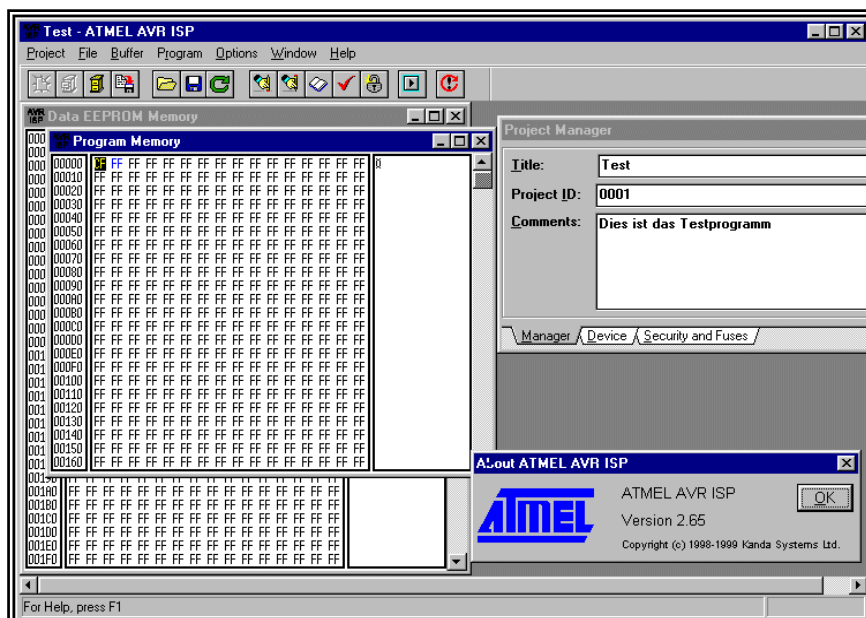 Test - ATMEL AVR ISP
Project File Buffer Program Options Window Help
Data EEPROM Memory
Program Memory
00000 FF FF FF FF FF FF FF FF FF FF FF FF FF FF FF
00010 FF FF FF FF FF FF FF FF FF FF FF FF FF FF FF FF
00020 FF FF FF FF FF FF FF FF FF FF FF FF FF FF FF FF
00030 FF FF FF FF FF FF FF FF FF FF FF FF FF FF FF FF
00040 FF FF FF FF FF FF FF FF FF FF FF FF FF FF FF FF
00050 FF FF FF FF FF FF FF FF FF FF FF FF FF FF FF FF
00060 FF FF FF FF FF FF FF FF FF FF FF FF FF FF FF FF
00070 FF FF FF FF FF FF FF FF FF FF FF FF FF FF FF FF
00080 FF FF FF FF FF FF FF FF FF FF FF FF FF FF FF FF
00090 FF FF FF FF FF FF FF FF FF FF FF FF FF FF FF FF
000A0 FF FF FF FF FF FF FF FF FF FF FF FF FF FF FF FF
000B0 FF FF FF FF FF FF FF FF FF FF FF FF FF FF FF FF
000C0 FF FF FF FF FF FF FF FF FF FF FF FF FF FF FF FF
000D0 FF FF FF FF FF FF FF FF FF FF FF FF FF FF FF FF
000E0 FF FF FF FF FF FF FF FF FF FF FF FF FF FF FF FF
000F0 FF FF FF FF FF FF FF FF FF FF FF FF FF FF FF FF
00100 FF FF FF FF FF FF FF FF FF FF FF FF FF FF FF FF
00110 FF FF FF FF FF FF FF FF FF FF FF FF FF FF FF FF
00120 FF FF FF FF FF FF FF FF FF FF FF FF FF FF FF FF
00130 FF FF FF FF FF FF FF FF FF FF FF FF FF FF FF FF
00140 FF FF FF FF FF FF FF FF FF FF FF FF FF FF FF FF
00150 FF FF FF FF FF FF FF FF FF FF FF FF FF FF FF FF
00160 FF FF FF FF FF FF FF FF FF FF FF FF FF FF FF FF
001A0 FF FF FF FF FF FF FF FF FF FF FF FF FF FF FF FF
001B0 FF FF FF FF FF FF FF FF FF FF FF FF FF FF FF FF
001C0 FF FF FF FF FF FF FF FF FF FF FF FF FF FF FF FF
001D0 FF FF FF FF FF FF FF FF FF FF FF FF FF FF FF FF
001E0 FF FF FF FF FF FF FF FF FF FF FF FF FF FF FF FF
001F0 FF FF FF FF FF FF FF FF FF FF FF FF FF FF FF FF
Project Manager
Title: Test
Project ID: 0001
Comments: Dies ist das Testprogramm
Manager Device Security and Fuses
About ATMEL AVR ISP
ATMEL
ATMEL AVR ISP
OK
Version 2.65
Copyright (c) 1998-1999 Kanda Systems Ltd.
For Help, press F1